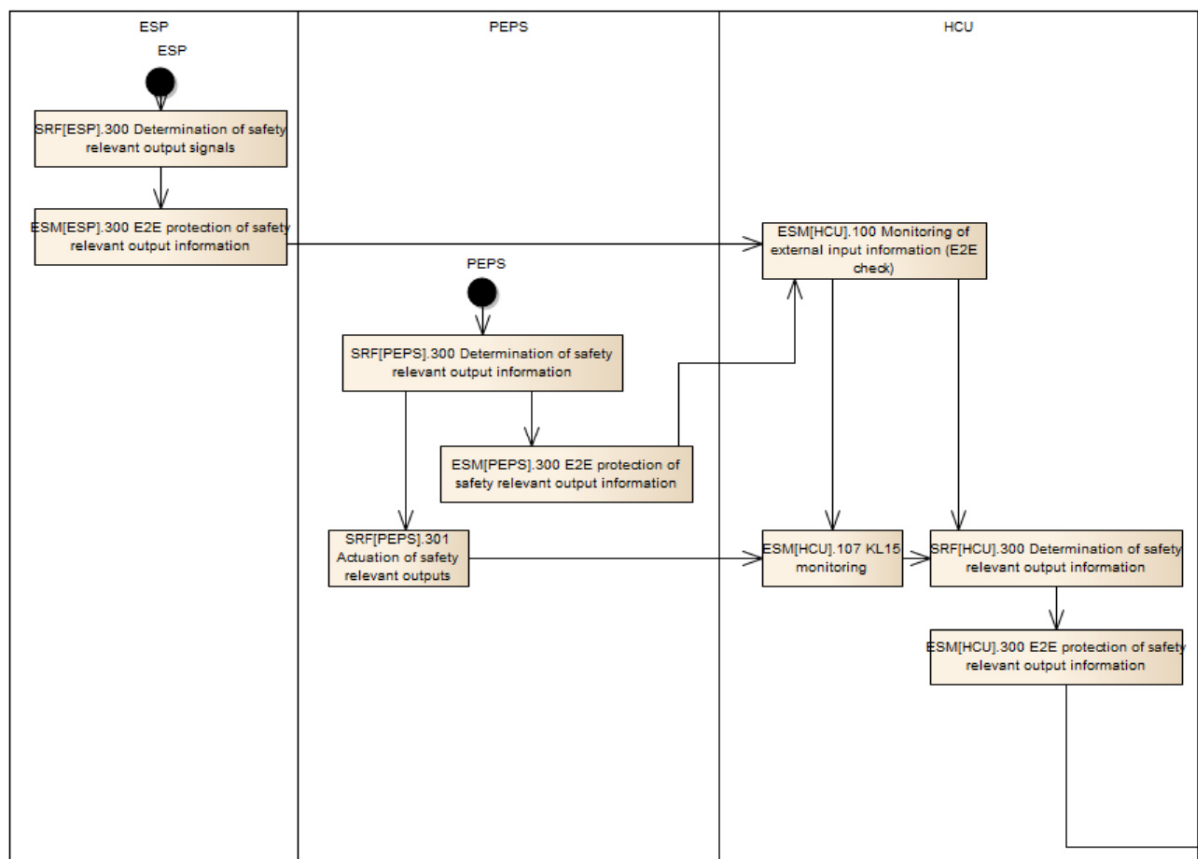 ESP
PEPS
HCU
ESP
SRF[ESP].300 Determination of safety
relevant output signals
ESM[ESP].300 E2E protection of safety
relevant output information
PEPS
SRF[PEPS].300 Determination of safety
relevant output information
ESM[PEPS].300 E2E protection of
safety relevant output information
SRF[PEPS].301
Actuation of safety
relevant outputs
ESM[HCU].100 Monitoring of
external input information (E2E
check)
ESM[HCU].107 KL15
monitoring
SRF[HCU].300 Determination of safety
relevant output information
ESM[HCU].300 E2E protection of safety
relevant output information